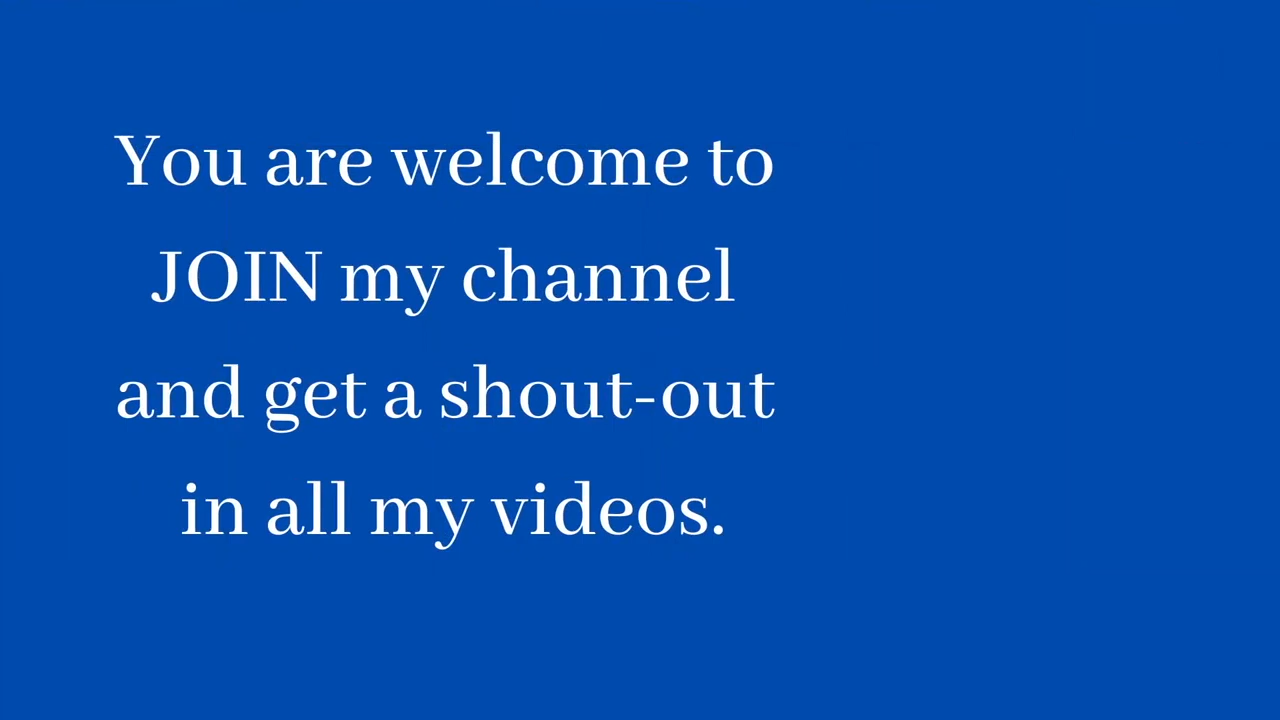 You are welcome to
JOIN my channel
and get a shout-out
in all my videos.